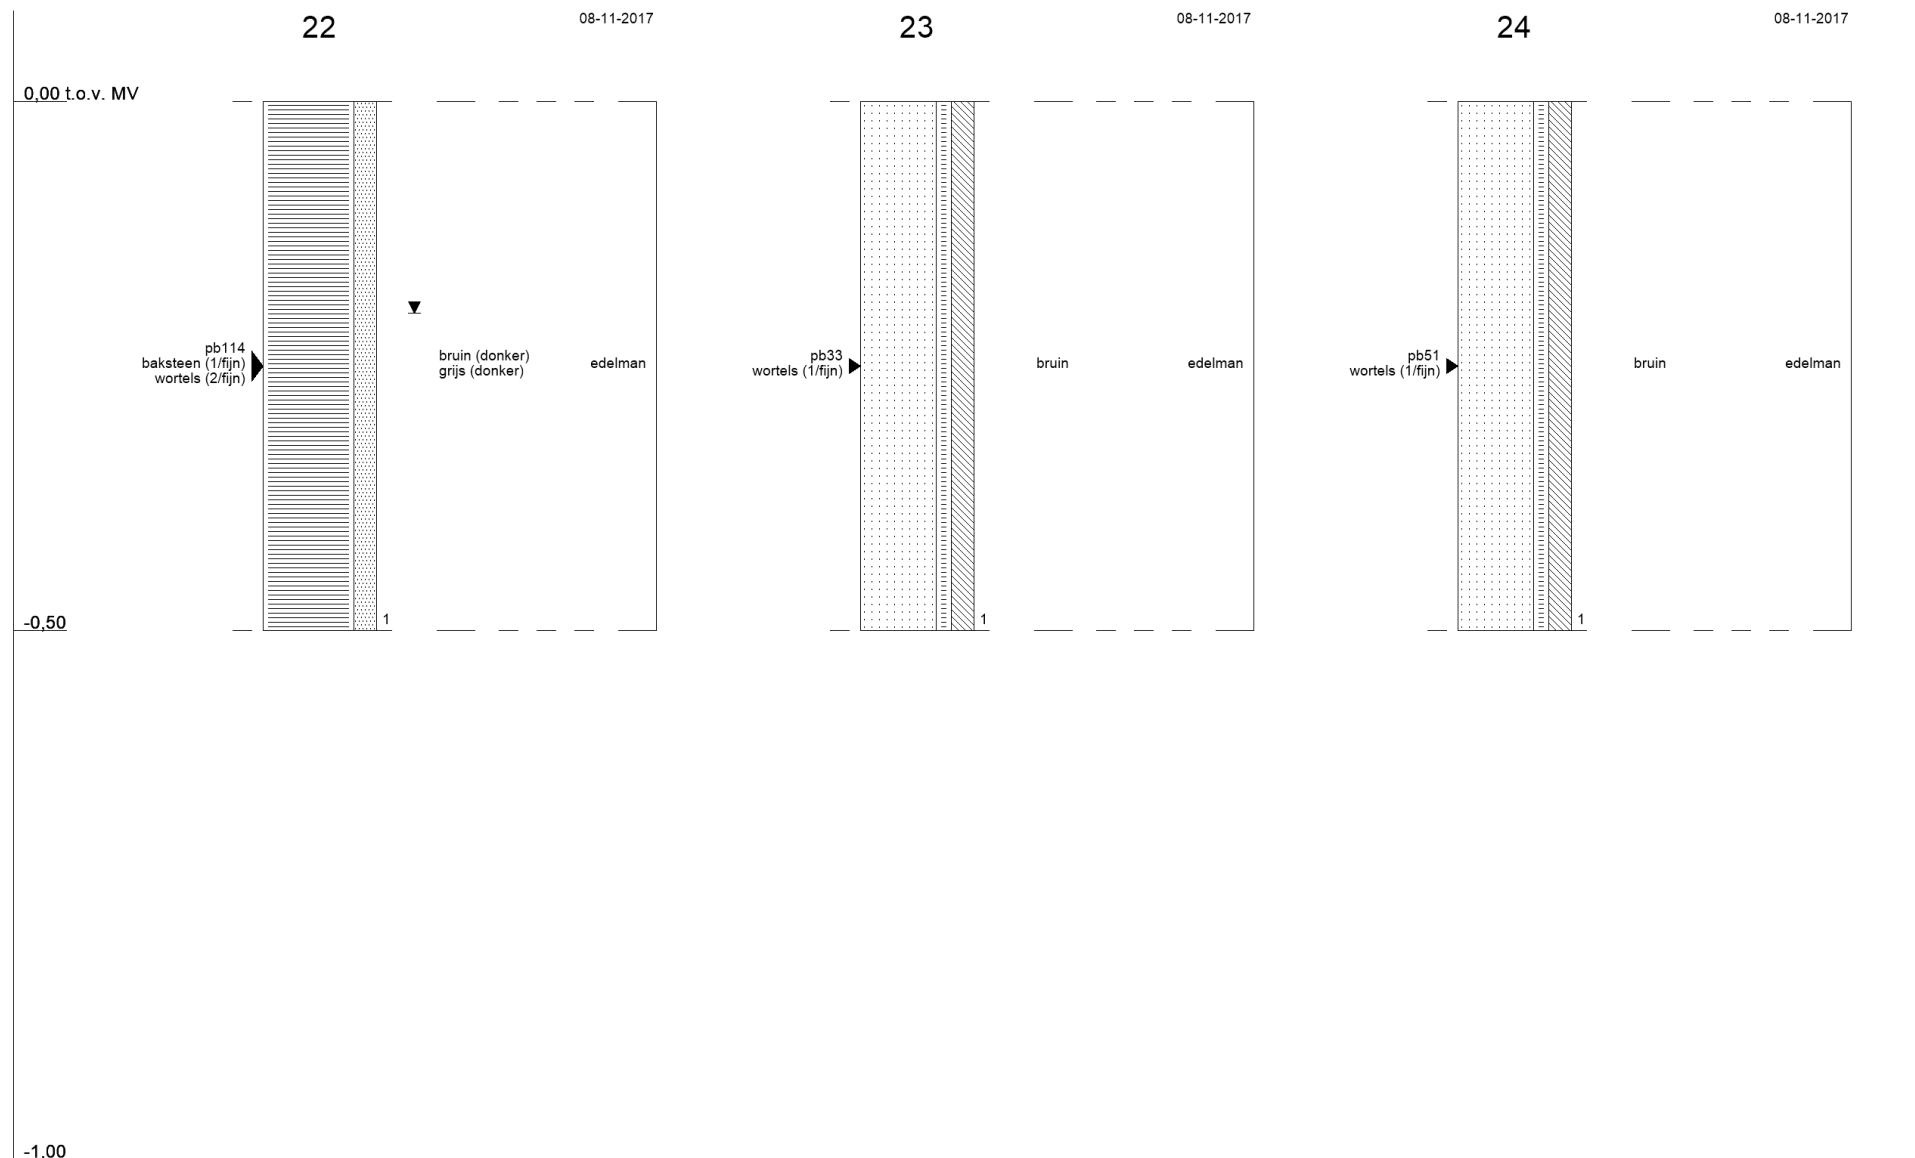 22
08-11-2017
23
08-11-2017
24
08-11-2017
0,00 t.o.v. MV
pb114
baksteen (1/fijn)
wortels (2/fijn)
bruin (donker)
grijs (donker)
edelman
1
pb33
wortels (1/fijn)
bruin
edelman
1
pb51
wortels (1/fijn)
bruin
edelman
1
-0,50
-1,00